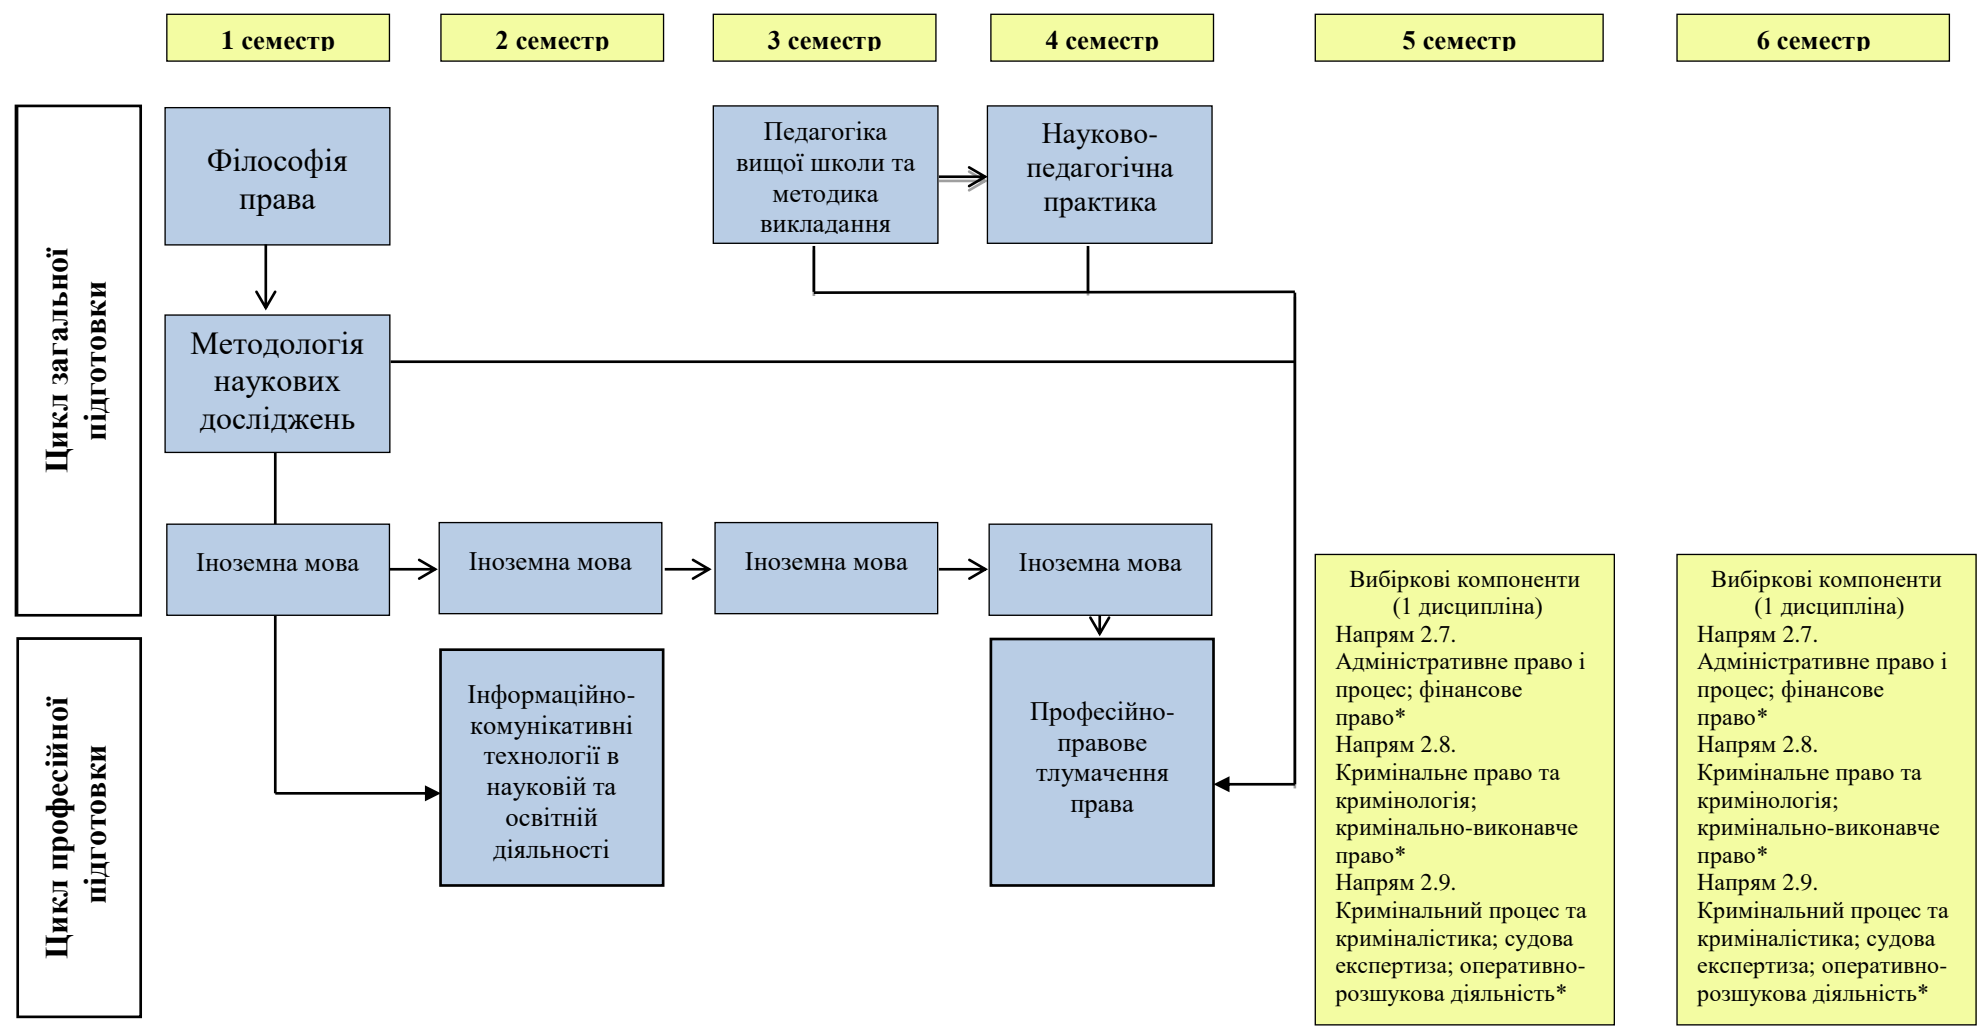 1 семестр
2 семестр
3 семестр
4 семестр
5 семестр
6 семестр
Цикл загальної
підготовки
Філософія
права
Педагогіка
вищої школи та
методика
викладання
Науково-
педагогічна
практика
Методологія
наукових
досліджень
Іноземна мова
Іноземна мова
Іноземна мова
Іноземна мова
Цикл професійної
підготовки
Інформаційно-
комунікативні
технології в
науковій та
освітній
діяльності
Професійно-
правове
тлумачення
права
Вибіркові компоненти
(1 дисципліна)
Напрям 2.7.
Адміністративне право і
процес; фінансове
право*
Напрям 2.8.
Кримінальне право та
кримінологія;
кримінально-виконавче
право*
Напрям 2.9.
Кримінальний процес та
криміналістика; судова
експертиза; оперативно-
розшукова діяльність*
Вибіркові компоненти
(1 дисципліна)
Напрям 2.7.
Адміністративне право і
процес; фінансове
право*
Напрям 2.8.
Кримінальне право та
кримінологія;
кримінально-виконавче
право*
Напрям 2.9.
Кримінальний процес та
криміналістика; судова
експертиза; оперативно-
розшукова діяльність*